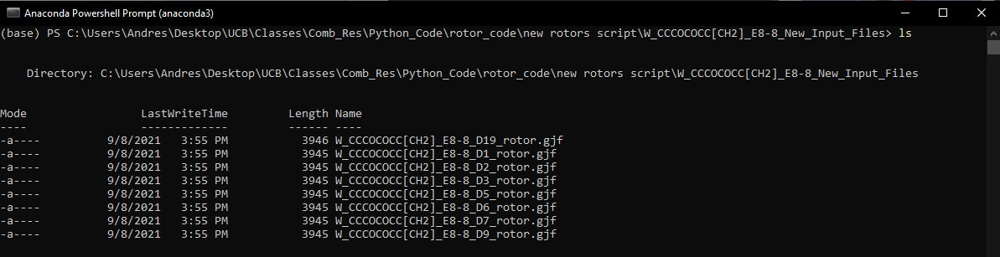 Anaconda Powershell Prompt (anaconda3)
(base) PS C:\Users\Andres\Desktop\UCB\Classes\Comb_Res\Python_Code\rotor_code\new rotors script\W_CCCOCOCC[CH2]_E8-8_New_Input_Files> ls
Directory: C:\Users\Andres\Desktop\UCB\Classes\Comb_Res\Python_Code\rotor_code\new rotors script\W_CCCOCOCC[CH2]_E8-8_New_Input_Files
Mode LastWriteTime Length Name
---- ------------- ------ ----
-a---- 9/8/2021 3:55 PM 3946 W_CCCOCOCC[CH2]_E8-8_D19_rotor.gjf
-a---- 9/8/2021 3:55 PM 3945 W_CCCOCOCC[CH2]_E8-8_D1_rotor.gjf
-a---- 9/8/2021 3:55 PM 3945 W_CCCOCOCC[CH2]_E8-8_D2_rotor.gjf
-a---- 9/8/2021 3:55 PM 3945 W_CCCOCOCC[CH2]_E8-8_D3_rotor.gjf
-a---- 9/8/2021 3:55 PM 3945 W_CCCOCOCC[CH2]_E8-8_D5_rotor.gjf
-a---- 9/8/2021 3:55 PM 3945 W_CCCOCOCC[CH2]_E8-8_D6_rotor.gjf
-a---- 9/8/2021 3:55 PM 3945 W_CCCOCOCC[CH2]_E8-8_D7_rotor.gjf
-a---- 9/8/2021 3:55 PM 3945 W_CCCOCOCC[CH2]_E8-8_D9_rotor.gjf